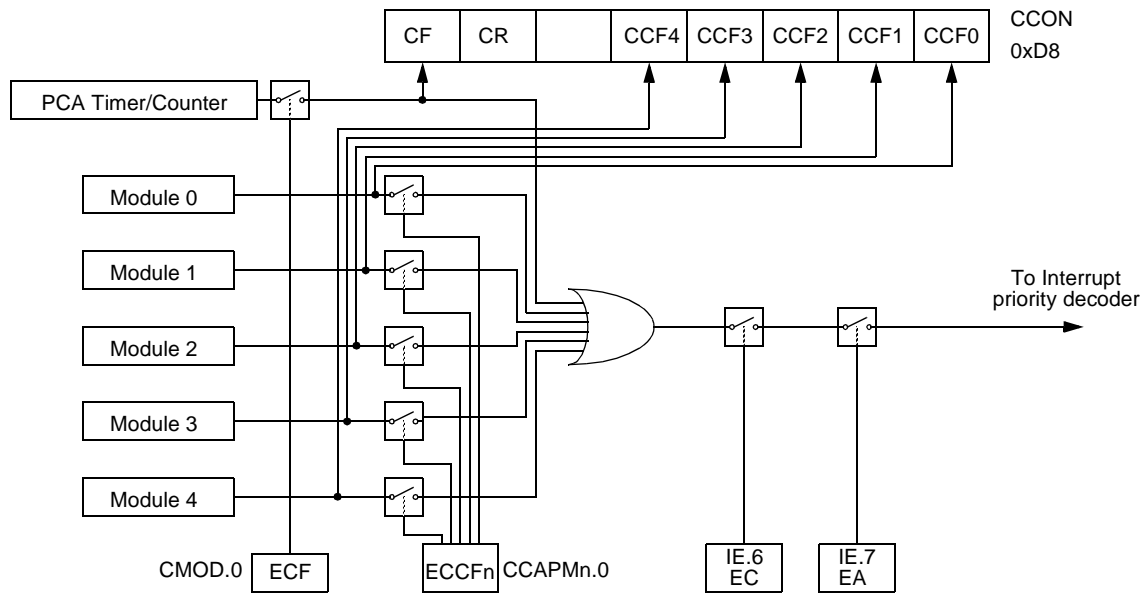 CF CR CCF4 CCF3 CCF2 CCF1 CCF0 CCON
0xD8
PCA Timer/Counter
Module 0
Module 1
To Interrupt
priority decoder
Module 2
Module 3
Module 4
CMOD.0 ECF ECCFn CCAPMn.0
IE.6
EC
IE.7
EA